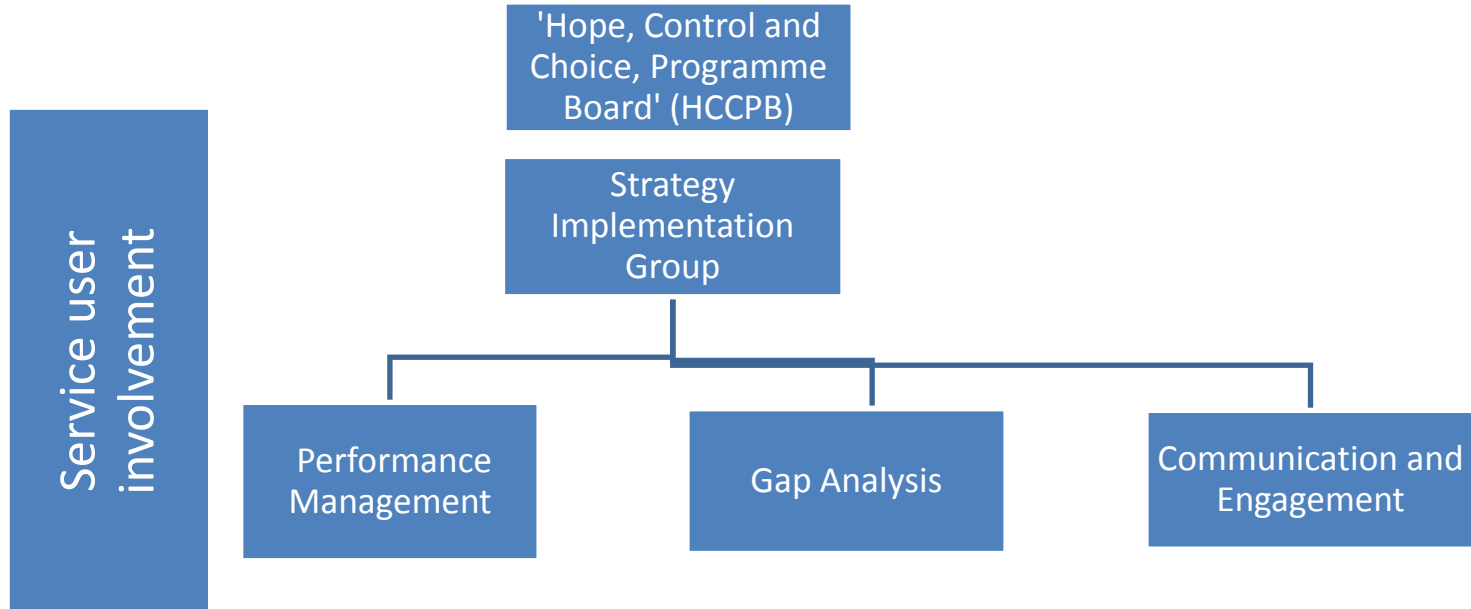 'Hope, Control and
Choice, Programme
Board' (HCCPB)
Strategy
Implementation
Group
Service user
involvement
Performance
Management
Gap Analysis
Communication and
Engagement